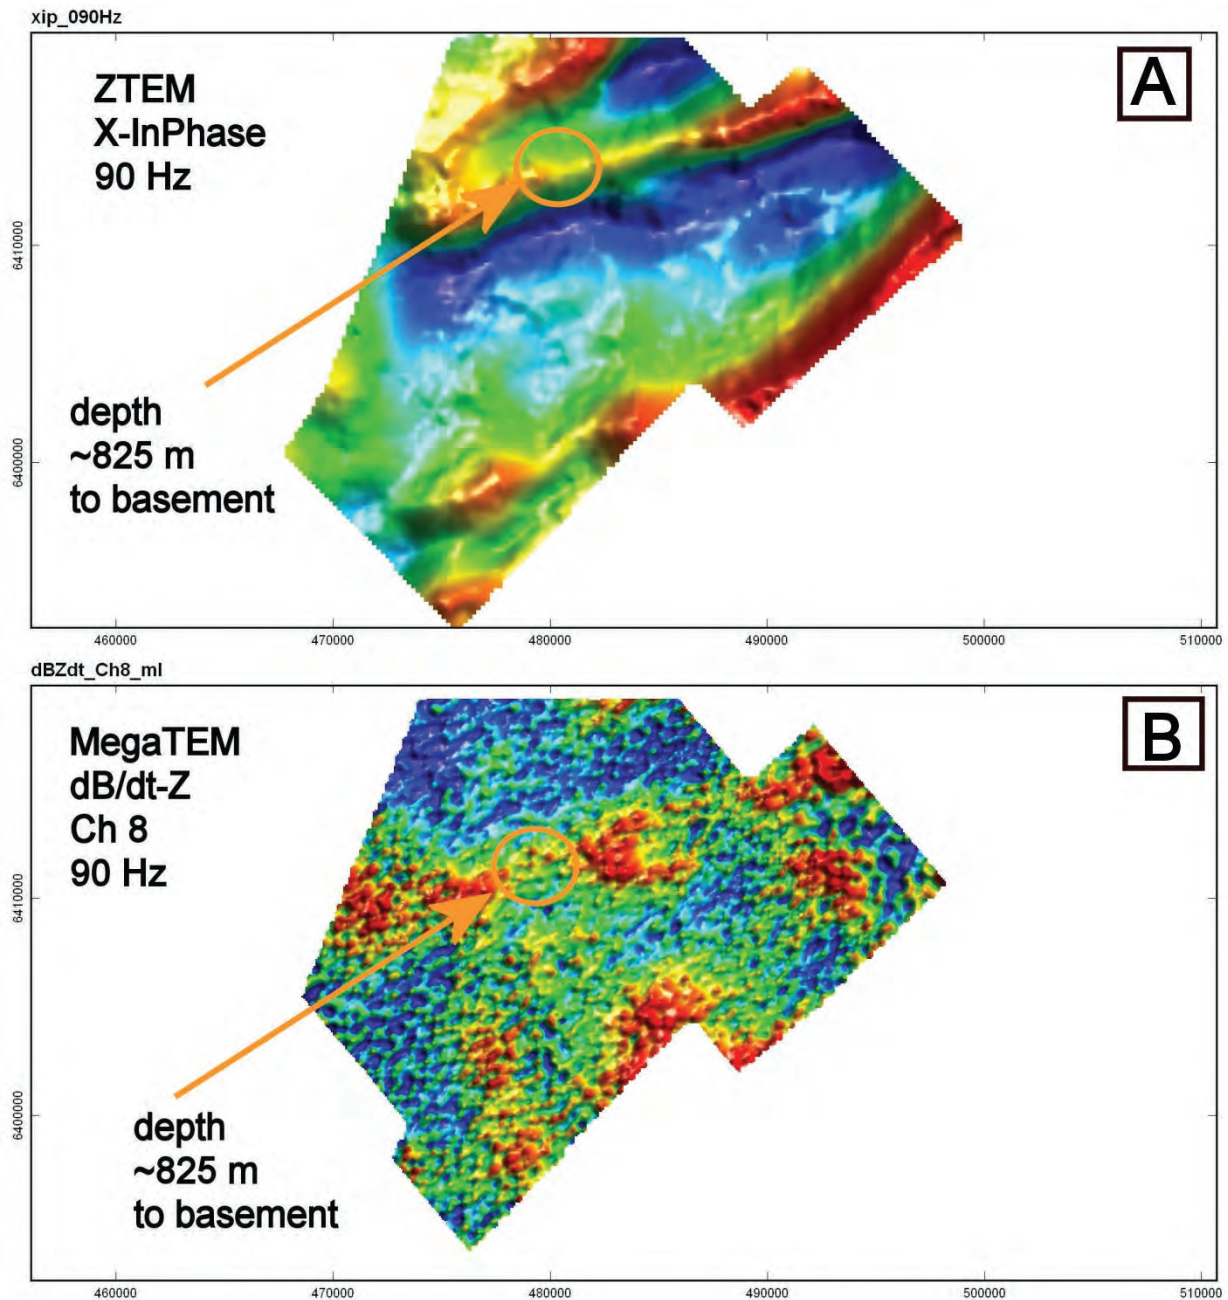 xip_090Hz
ZTEM
X-InPhase
90 Hz
A
6410000
depth
~825 m
to basement
6400000
460000 470000 480000 490000 500000 510000
dBZdt_Ch8_ml
MegaTEM
dB/dt-Z
Ch 8
90 Hz
B
6410000
depth
~825 m
to basement
6400000
460000 470000 480000 490000 500000 510000